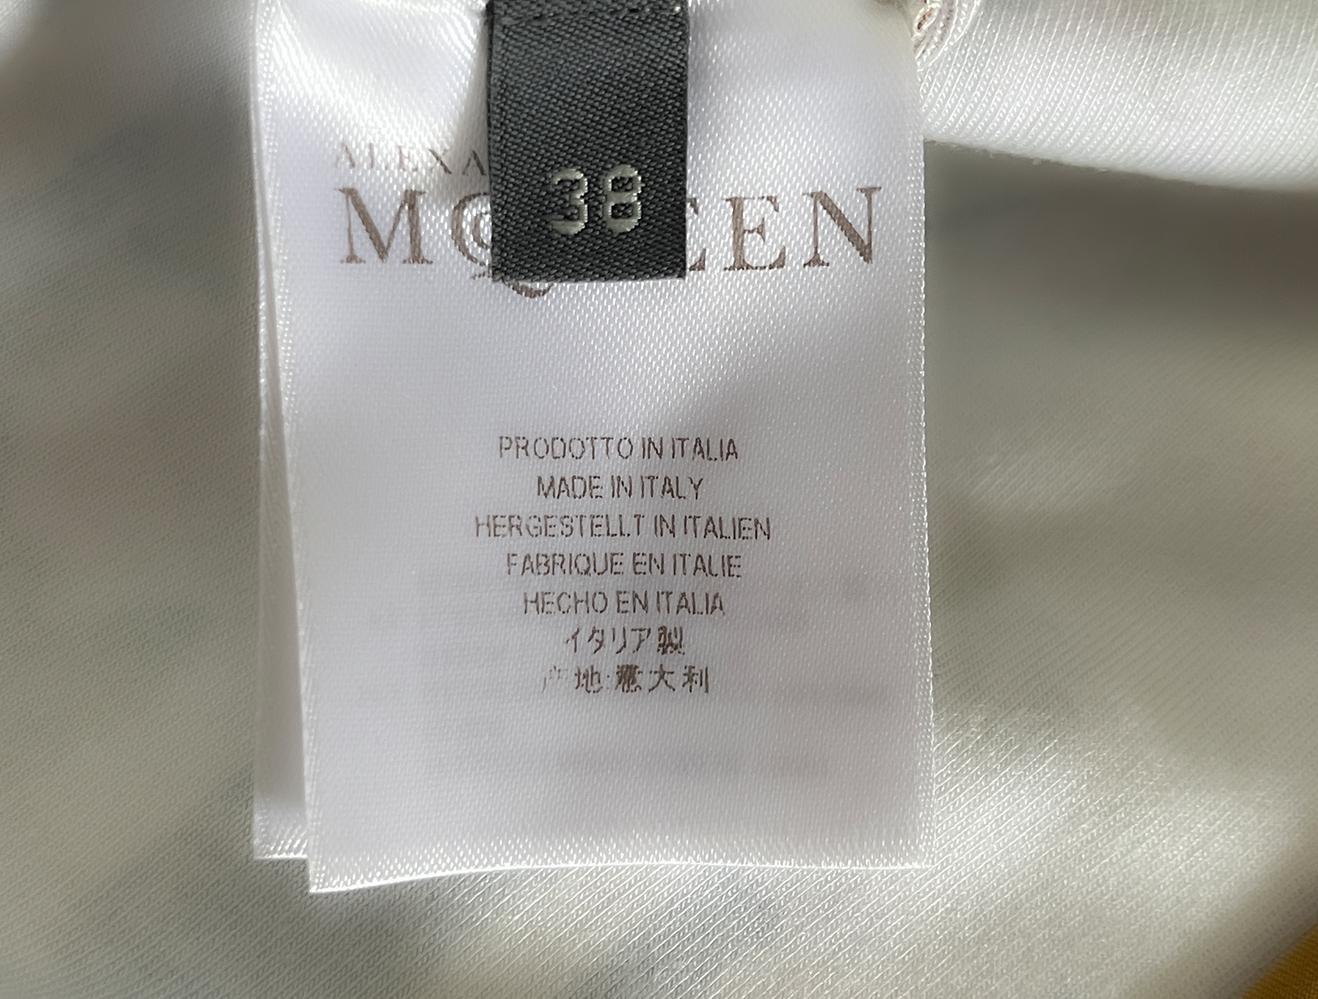 38
PRODOTTO IN ITALIA
MADE IN ITALY
HERGESTELLT IN ITALIEN
FABRIQUE EN ITALIE
HECHO EN ITALIA
イタリア製
产地:意大利